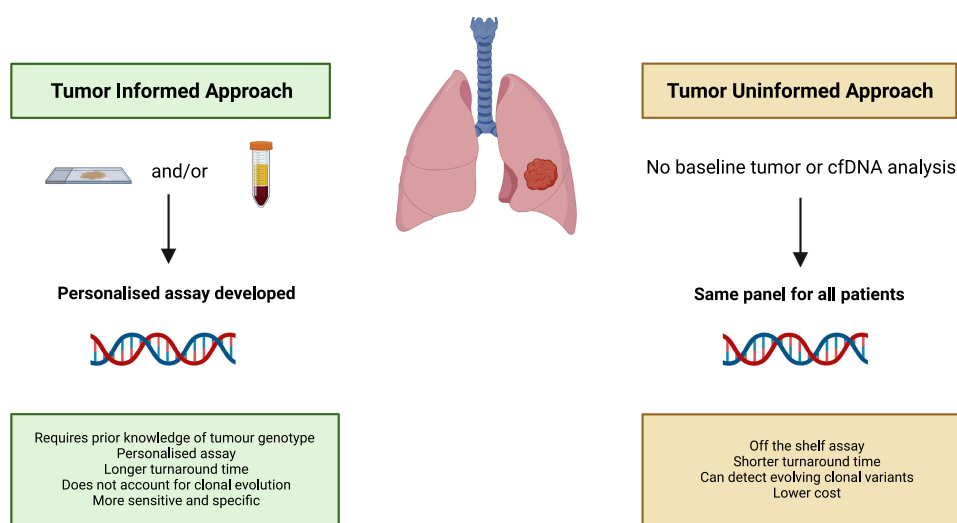 Tumor Informed Approach
and/or
Personalised assay developed
Requires prior knowledge of tumour genotype
Personalised assay
Longer turnaround time
Does not account for clonal evolution
More sensitive and specific
Tumor Uninformed Approach
No baseline tumor or cfDNA analysis
Same panel for all patients
Off the shelf assay
Shorter turnaround time
Can detect evolving clonal variants
Lower cost